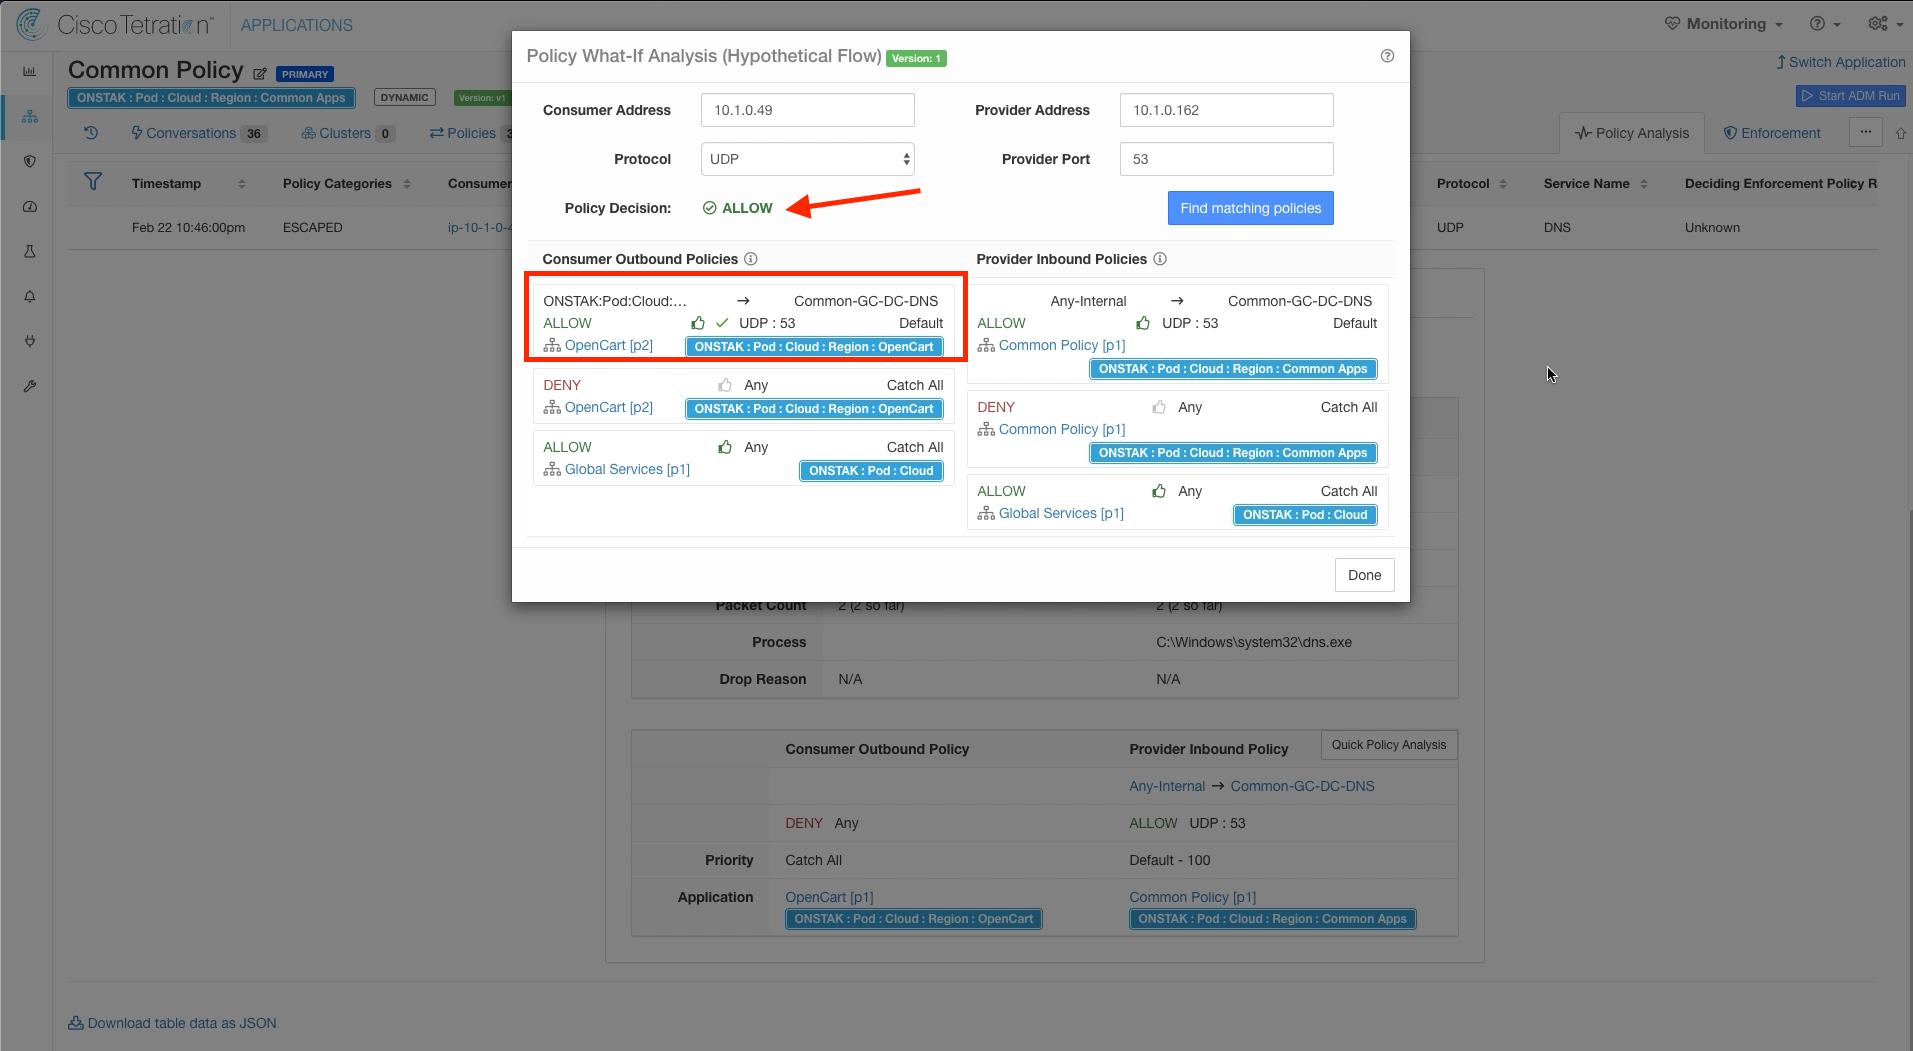 Cisco Tetration™
APPLICATIONS
Monitoring
Common Policy
PRIMARY
Switch Application
ONSTAK : Pod : Cloud : Region : Common Apps
DYNAMIC
Version: v1
Start ADM Run
Conversations 36
Clusters 0
Policies 3
Policy Analysis
Enforcement
...
Timestamp
Policy Categories
Consumer
Protocol
Service Name
Deciding Enforcement Policy R
Feb 22 10:46:00pm
ESCAPED
ip-10-1-0-4
UDP
DNS
Unknown
Policy What-If Analysis (Hypothetical Flow) Version: 1
Consumer Address 10.1.0.49
Provider Address 10.1.0.162
Protocol UDP
Provider Port 53
Policy Decision: ALLOW
Find matching policies
Consumer Outbound Policies
ONSTAK:Pod:Cloud:... → Common-GC-DC-DNS
ALLOW UDP : 53 Default
OpenCart [p2] ONSTAK : Pod : Cloud : Region : OpenCart
DENY Any Catch All
OpenCart [p2] ONSTAK : Pod : Cloud : Region : OpenCart
ALLOW Any Catch All
Global Services [p1] ONSTAK : Pod : Cloud
Provider Inbound Policies
Any-Internal → Common-GC-DC-DNS
ALLOW UDP : 53 Default
Common Policy [p1]
ONSTAK : Pod : Cloud : Region : Common Apps
DENY Any Catch All
Common Policy [p1]
ONSTAK : Pod : Cloud : Region : Common Apps
ALLOW Any Catch All
Global Services [p1] ONSTAK : Pod : Cloud
Done
Packet Count 2 (2 so far) 2 (2 so far)
Process C:\Windows\system32\dns.exe
Drop Reason N/A N/A
Consumer Outbound Policy Provider Inbound Policy Quick Policy Analysis
Any-Internal → Common-GC-DC-DNS
DENY Any ALLOW UDP : 53
Priority Catch All Default - 100
Application OpenCart [p1] Common Policy [p1]
ONSTAK : Pod : Cloud : Region : OpenCart ONSTAK : Pod : Cloud : Region : Common Apps
Download table data as JSON